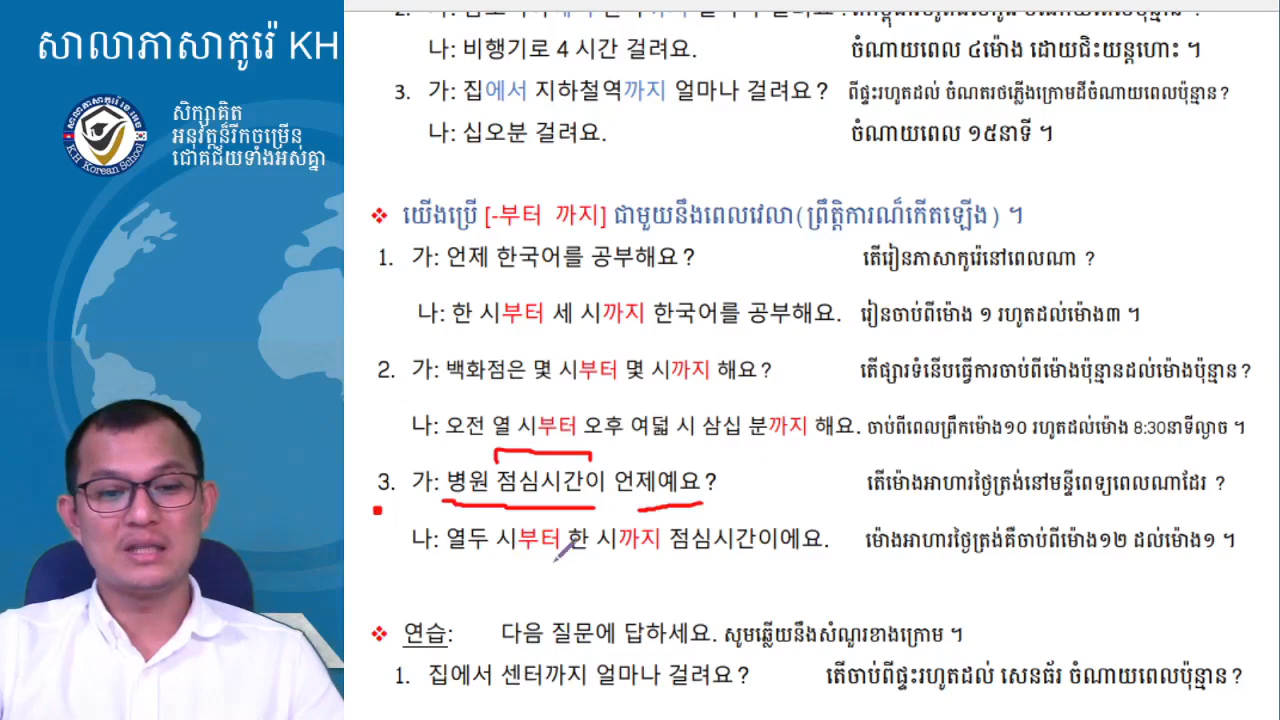 សាលាភាសាកូរ៉េ KH
សិក្សាគិត
អនុវត្តន៏រីកចម្រើន
ជោគជ័យទាំងអស់គ្នា
K.H Korean School
나: 비행기로 4 시간 걸려요. ចំណាយពេល ៤ម៉ោង ដោយជិះយន្តហោះ ។
3. 가: 집에서 지하철역까지 얼마나 걸려요? ពីផ្ទះរហូតដល់ ចំណតរថភ្លើងក្រោមដីចំណាយពេលប៉ុន្មាន?
나: 십오분 걸려요. ចំណាយពេល ១៥នាទី ។
❖ យើងប្រើ [-부터 까지] ជាមួយនឹងពេលវេលា(ព្រឹត្តិការណ៏កើតឡើង) ។
1. 가: 언제 한국어를 공부해요? តើរៀនភាសាកូរ៉េនៅពេលណា ?
나: 한 시부터 세 시까지 한국어를 공부해요. រៀនចាប់ពីម៉ោង ១ រហូតដល់ម៉ោង៣ ។
2. 가: 백화점은 몇 시부터 몇 시까지 해요? តើផ្សារទំនើបធ្វើការចាប់ពីម៉ោងប៉ុន្មានដល់ម៉ោងប៉ុន្មាន?
나: 오전 열 시부터 오후 여덟 시 삼십 분까지 해요. ចាប់ពីពេលព្រឹកម៉ោង១០ រហូតដល់ម៉ោង 8:30នាទីល្ងាច ។
3. 가: 병원 점심시간이 언제예요? តើម៉ោងអាហារថ្ងៃត្រង់នៅមន្ទីពេទ្យពេលណាដែរ ?
나: 열두 시부터 한 시까지 점심시간이에요. ម៉ោងអាហារថ្ងៃត្រង់គឺចាប់ពីម៉ោង១២ ដល់ម៉ោង១ ។
❖ 연습: 다음 질문에 답하세요. សូមឆ្លើយនឹងសំណួរខាងក្រោម ។
1. 집에서 센터까지 얼마나 걸려요? តើចាប់ពីផ្ទះរហូតដល់ សេនធ័រ ចំណាយពេលប៉ុន្មាន?